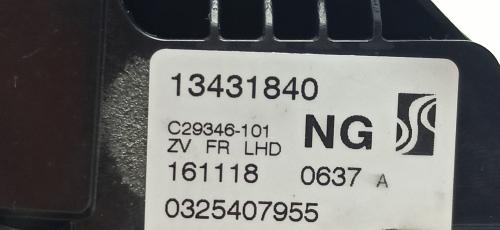 13431840
C29346-101 NG
ZV FR LHD
161118 0637 A
0325407955